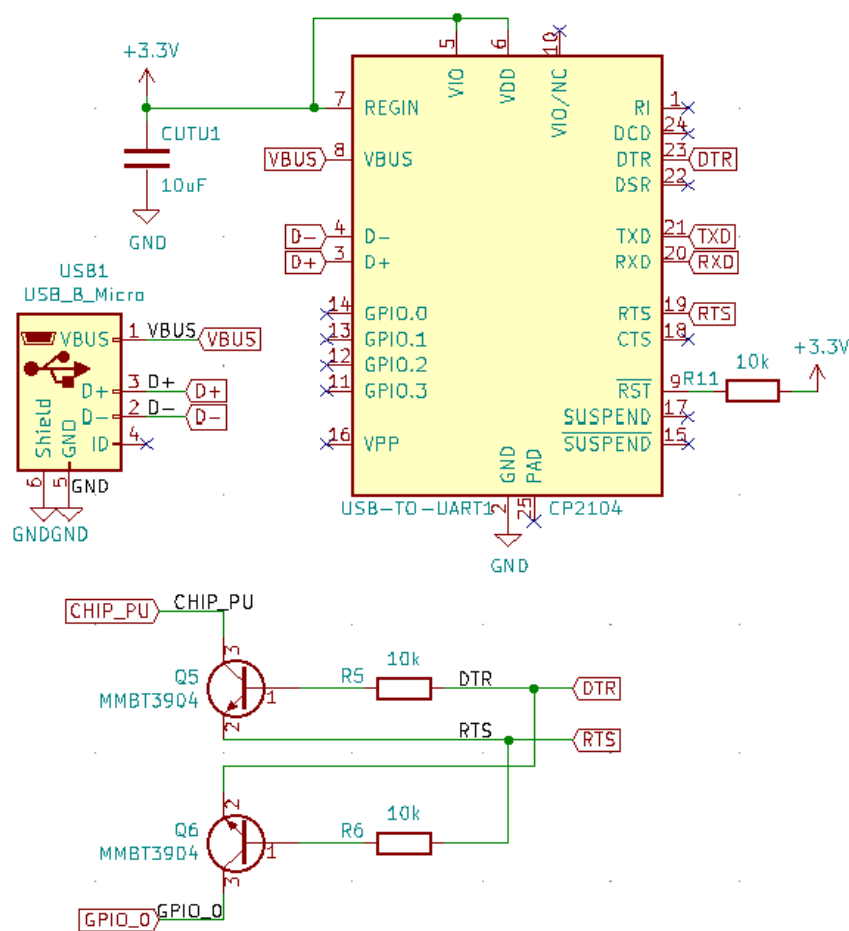 +3.3V
CUTU1
10uF
GND
5 6 10
VIO VDD VIO/NC
7 REGIN
8 VBUS
VBUS
D- 4 D-
D+ 3 D+
14 GPIO.0
13 GPIO.1
12 GPIO.2
11 GPIO.3
16 VPP
RI 1
DCD 24
DTR 23 DTR
DSR 22
TXD 21 TXD
RXD 20 RXD
RTS 19 RTS
CTS 18
RST 9 R11 10k +3.3V
SUSPEND 17
SUSPEND 15
GND PAD
2 25
USB-TO-UART1 CP2104
GND
USB1
USB_B_Micro
VBUS 1 VBUS VBUS
D+ 3 D+ D+
D- 2 D- D-
ID 4
Shield GND
6 5 GND
GND GND
CHIP_PU CHIP_PU
3
Q5
MMBT3904
1
2
R5 10k DTR DTR
RTS RTS
2
Q6
MMBT3904
1
3
R6 10k
GPIO_0 GPIO_0